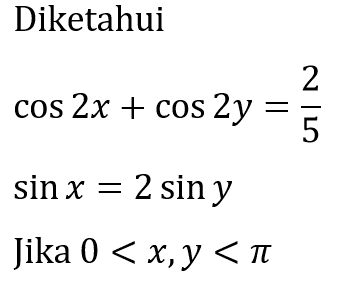 Diketahui
cos 2x + cos 2y = 2/5
sin x = 2 sin y
Jika 0 < x, y < π